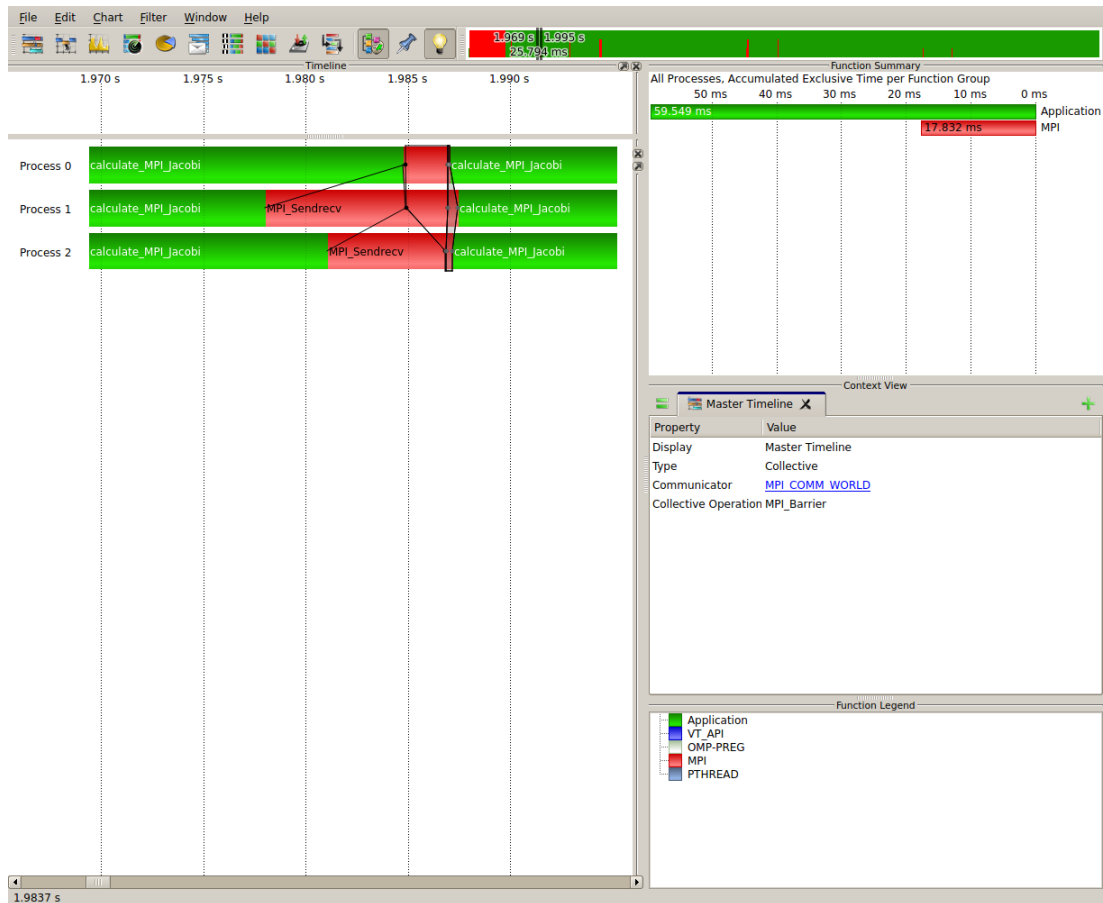 File Edit Chart Filter Window Help
1.969 s 1.995 s
25.794 ms
Timeline
1.970 s 1.975 s 1.980 s 1.985 s 1.990 s
Process 0 calculate_MPI_Jacobi calculate_MPI_Jacobi
Process 1 calculate_MPI_Jacobi MPI_Sendrecv calculate_MPI_Jacobi
Process 2 calculate_MPI_Jacobi MPI_Sendrecv calculate_MPI_Jacobi
1.9837 s
Function Summary
All Processes, Accumulated Exclusive Time per Function Group
50 ms 40 ms 30 ms 20 ms 10 ms 0 ms
59.549 ms Application
17.832 ms MPI
Context View
Master Timeline
Property Value
Display Master Timeline
Type Collective
Communicator MPI_COMM_WORLD
Collective Operation MPI_Barrier
Function Legend
Application
VT_API
OMP-PREG
MPI
PTHREAD